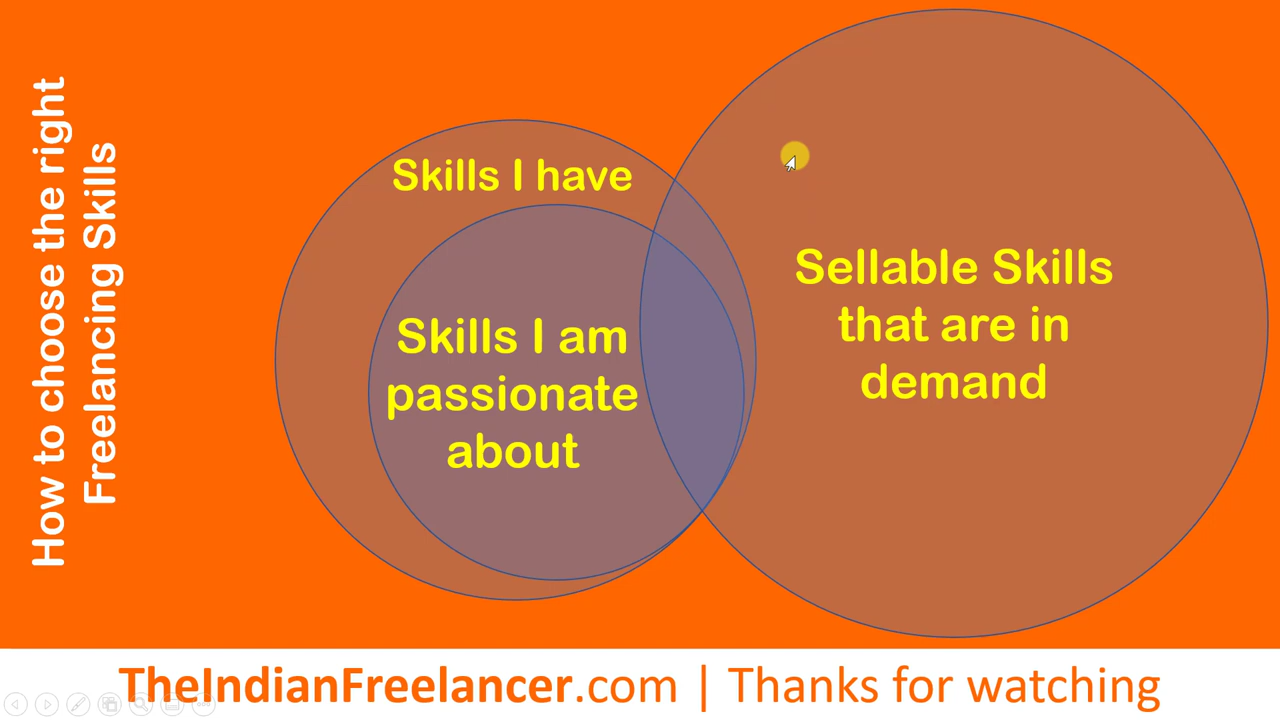 How to choose the right
Freelancing Skills
Skills I have
Skills I am
passionate
about
Sellable Skills
that are in
demand
TheIndianFreelancer.com | Thanks for watching